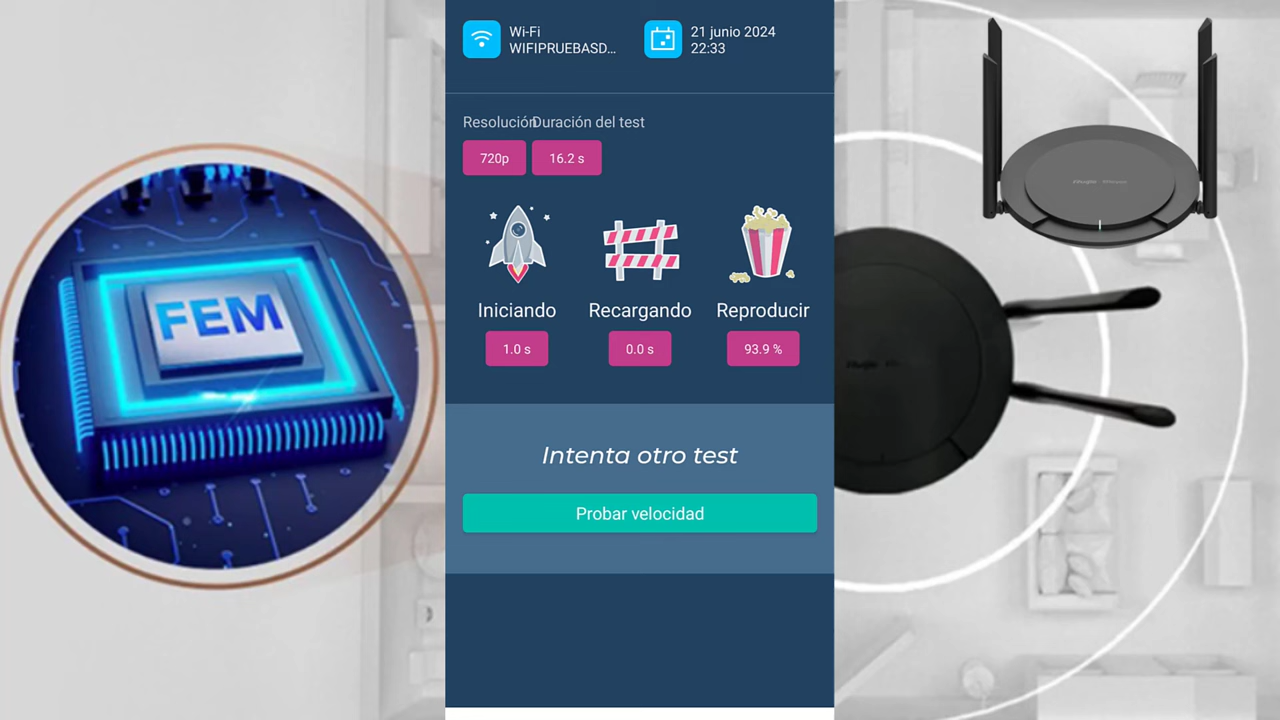 Wi-Fi
WIFIPRUEBASD...
21 junio 2024
22:33
Resolución
Duración del test
720p
16.2 s
Iniciando
Recargando
Reproducir
1.0 s
0.0 s
93.9 %
Intenta otro test
Probar velocidad
FEM